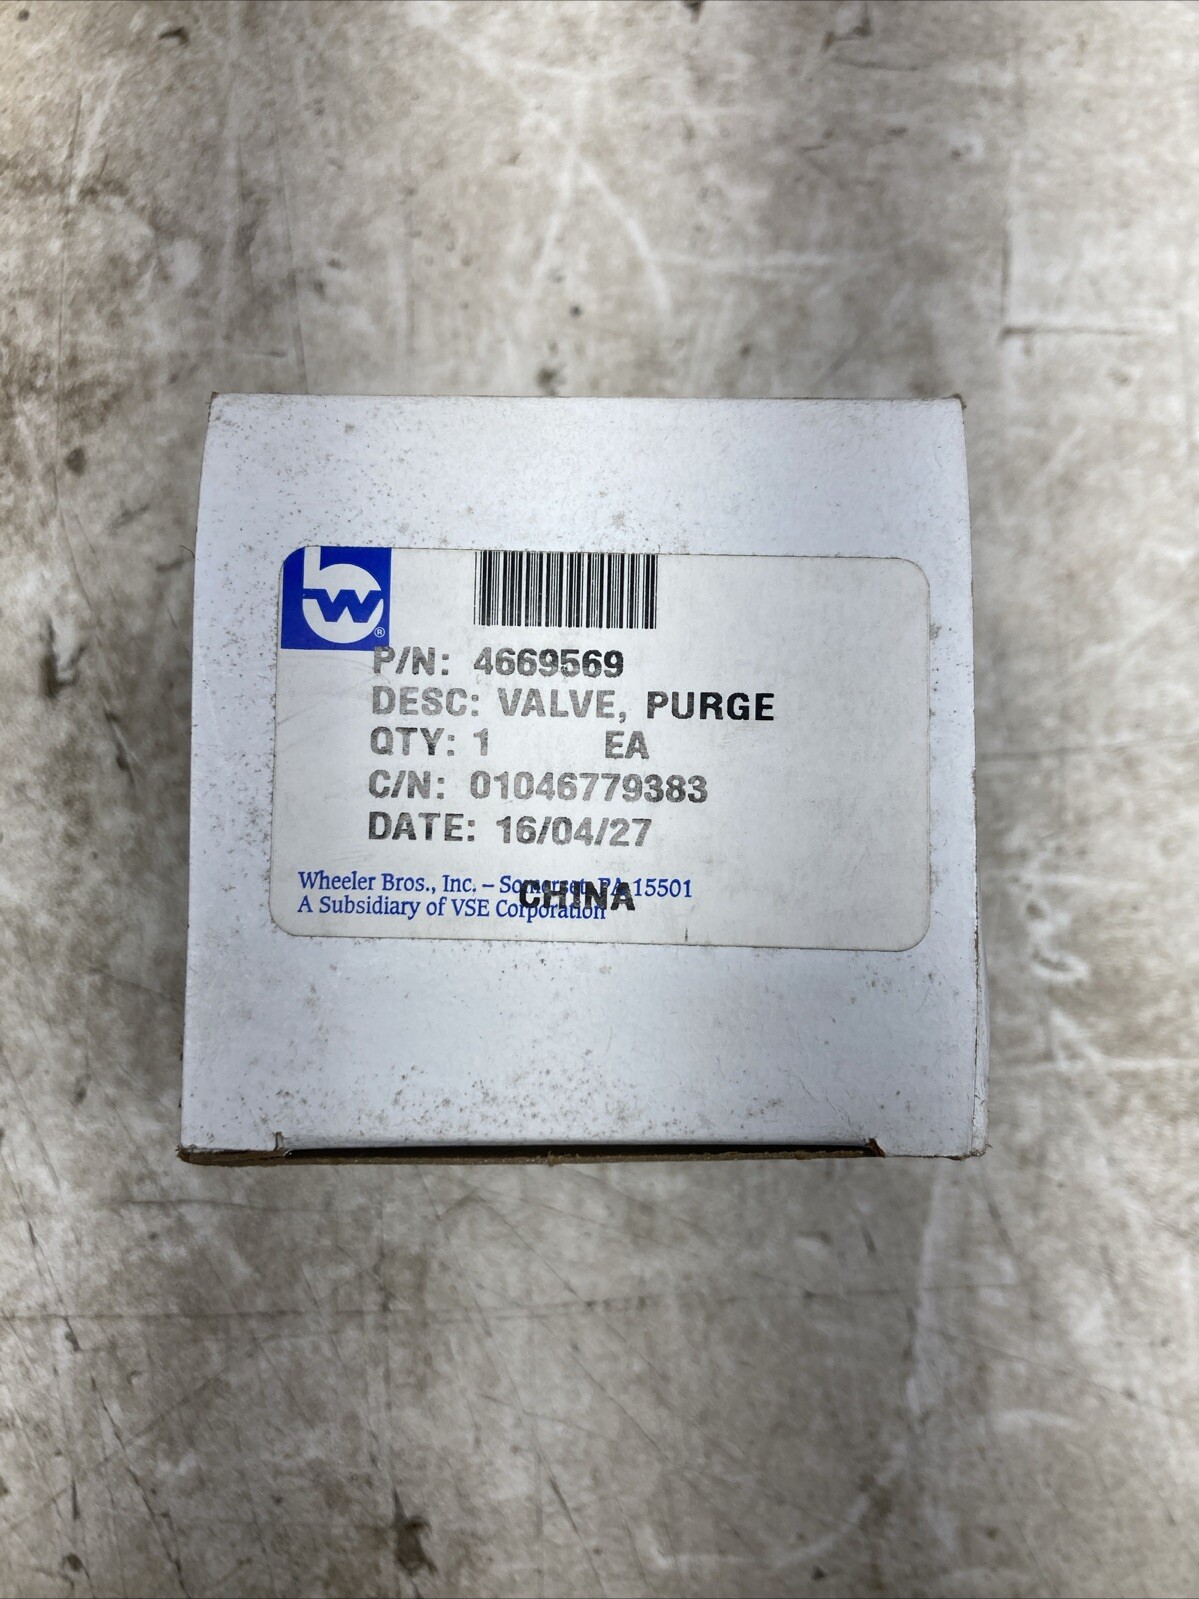 bw®
P/N: 4669569
DESC: VALVE, PURGE
QTY: 1 EA
C/N: 01046779383
DATE: 16/04/27
Wheeler Bros., Inc. – Somerset, PA 15501
A Subsidiary of VSE Corporation
CHINA